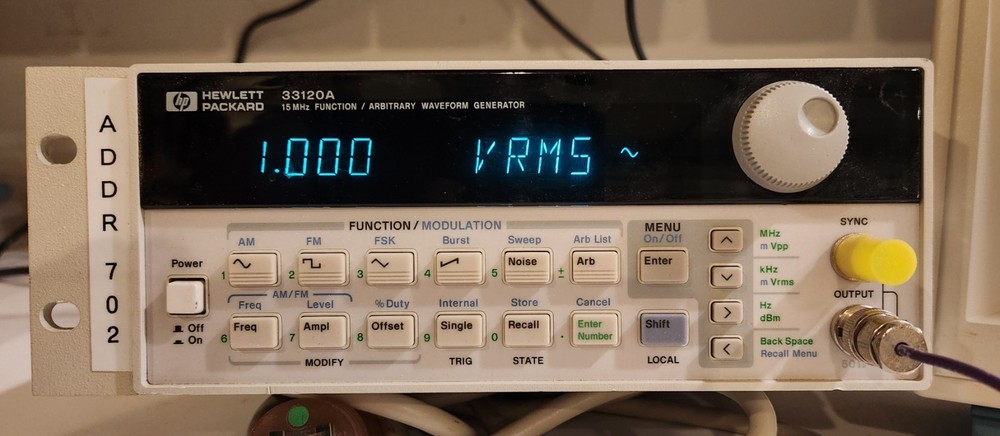 ADDR 702
hp HEWLETT PACKARD
33120A
15 MHz FUNCTION / ARBITRARY WAVEFORM GENERATOR
1.000 VRMS
FUNCTION / MODULATION
AM FM FSK Burst Sweep Arb List
1 2 3 4 Noise 5 Arb ±
MENU
On/Off
Enter
Power
Off
On
AM/FM
Freq Level % Duty Internal Store Cancel
Freq 6 Ampl 7 Offset 8 Single 9 Recall 0 Enter Number .
MODIFY
TRIG
STATE
Shift
LOCAL
MHz
m Vpp
kHz
m Vrms
Hz
dBm
Back Space
Recall Menu
SYNC
OUTPUT